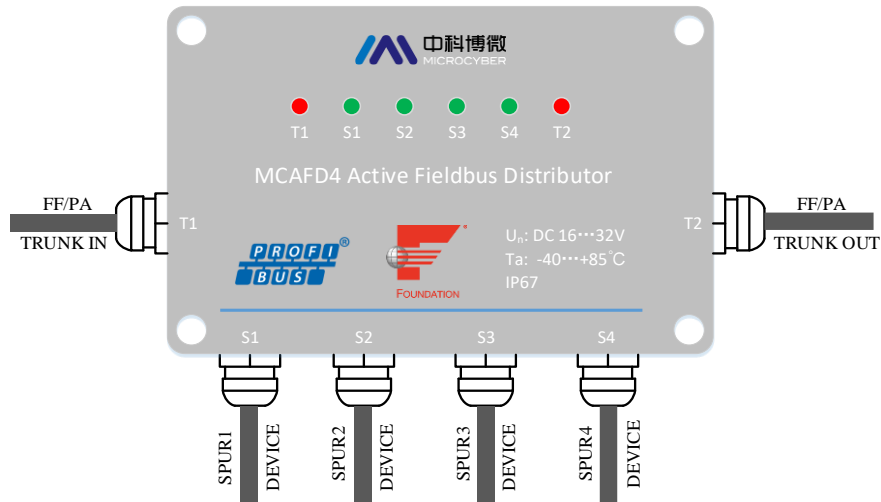 中科博微
MICROCYBER
T1 S1 S2 S3 S4 T2
MCAFD4 Active Fieldbus Distributor
FF/PA
TRUNK IN
T1
T2
FF/PA
TRUNK OUT
PROFI®
BUS
FOUNDATION
®
Un: DC 16···32V
Ta: -40···+85℃
IP67
S1 S2 S3 S4
SPUR1
DEVICE
SPUR2
DEVICE
SPUR3
DEVICE
SPUR4
DEVICE